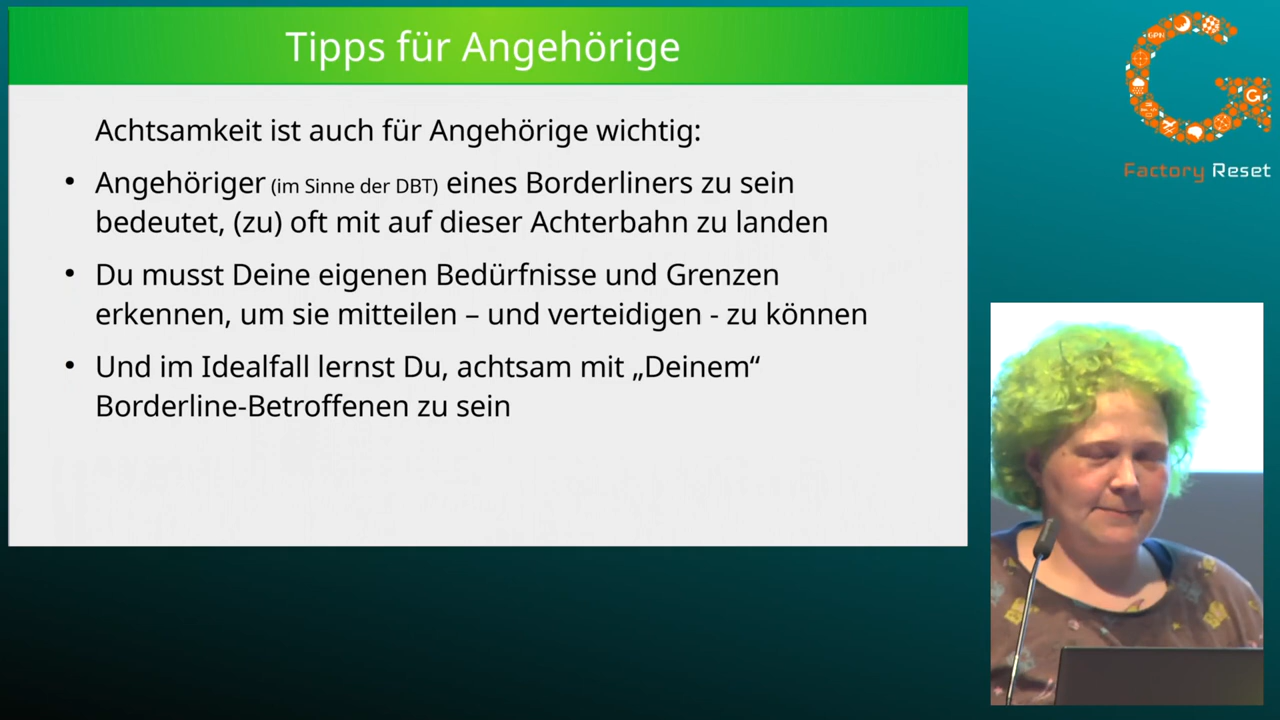 Tipps für Angehörige
Achtsamkeit ist auch für Angehörige wichtig:
• Angehöriger (im Sinne der DBT) eines Borderliners zu sein
bedeutet, (zu) oft mit auf dieser Achterbahn zu landen
• Du musst Deine eigenen Bedürfnisse und Grenzen
erkennen, um sie mitteilen – und verteidigen - zu können
• Und im Idealfall lernst Du, achtsam mit „Deinem“
Borderline-Betroffenen zu sein
GPN
G
Factory Reset